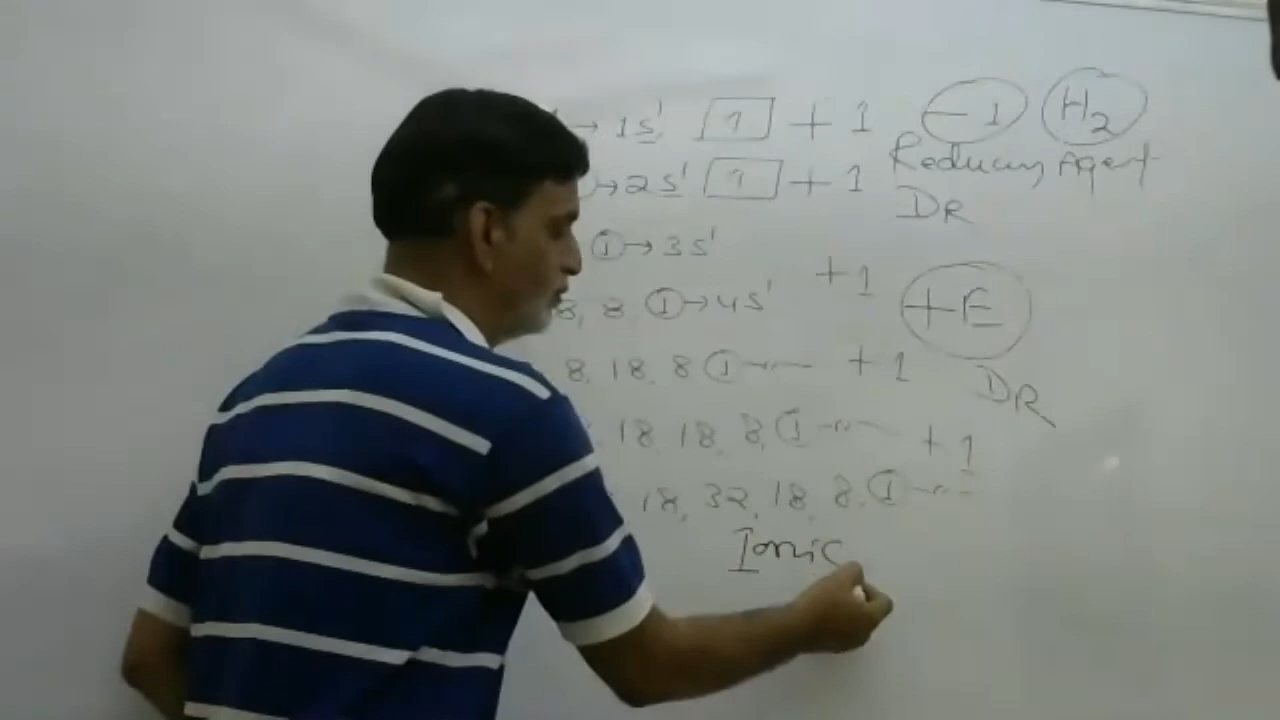 → 1s¹ 1 + 1 -1 H₂
Reducing Agent
→ 2s¹ 1 + 1
DR
1 → 3s¹
+1
+E
8, 8, 1 → 4s¹
8, 18, 8 1 +1
DR
18, 18, 8, 1 +1
18, 32, 18, 8, 1
Ionic